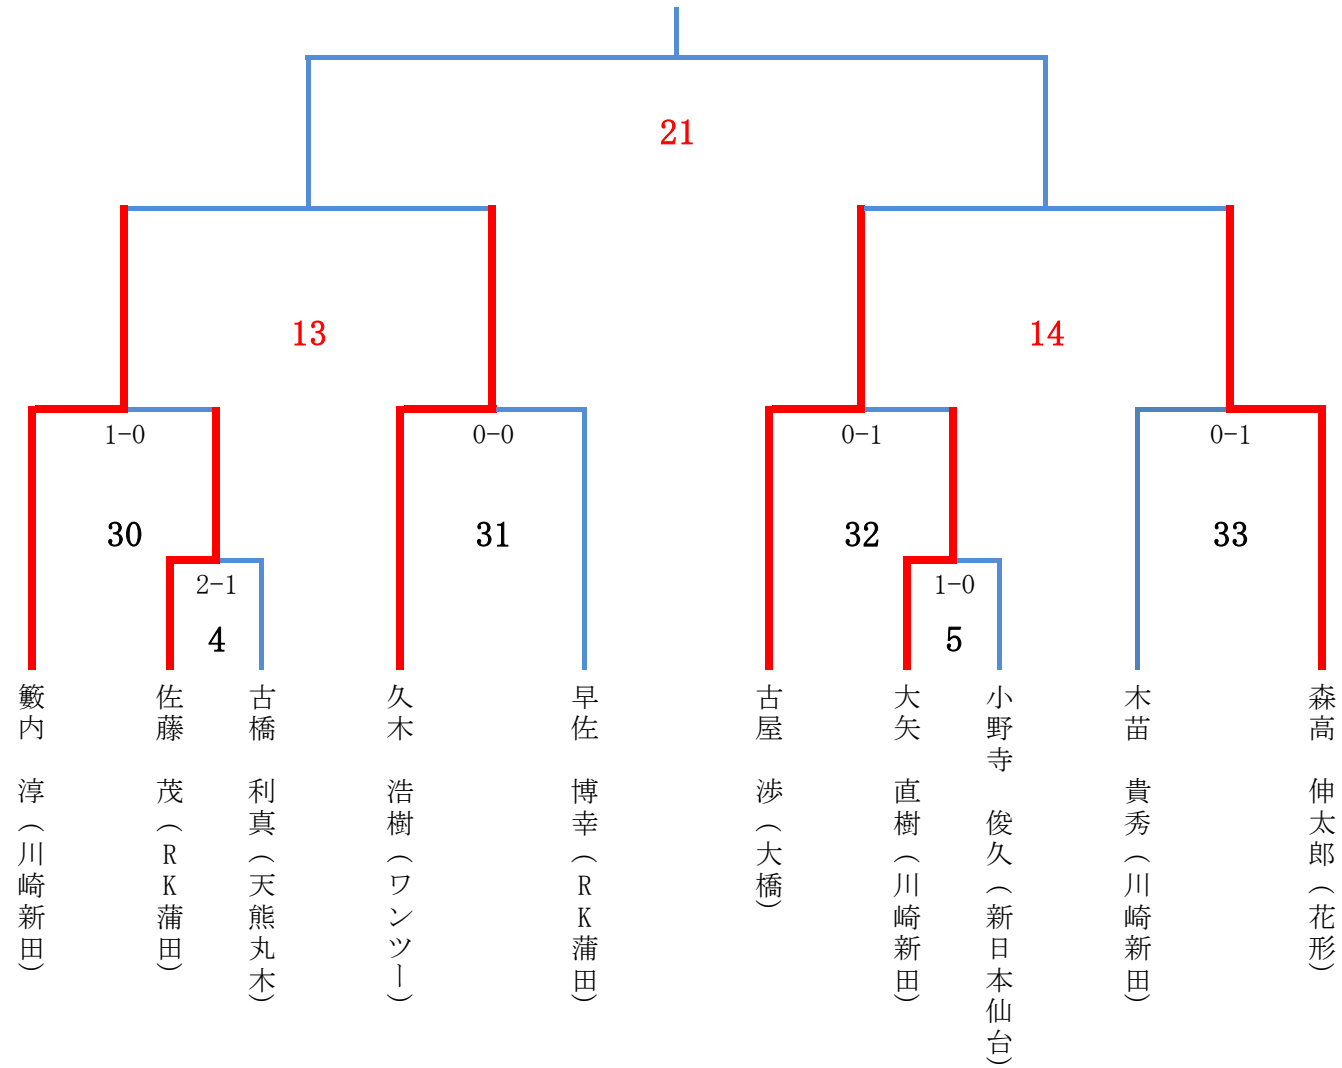 21
13
14
1-0
0-0
0-1
0-1
30
31
32
33
2-1
1-0
4
5
籔内　淳（川崎新田）
佐藤　茂（RK蒲田）
古橋　利真（天熊丸木）
久木　浩樹（ワンツー）
早佐　博幸（RK蒲田）
古屋　渉（大橋）
大矢　直樹（川崎新田）
小野寺　俊久（新日本仙台）
木苗　貴秀（川崎新田）
森高　伸太郎（花形）